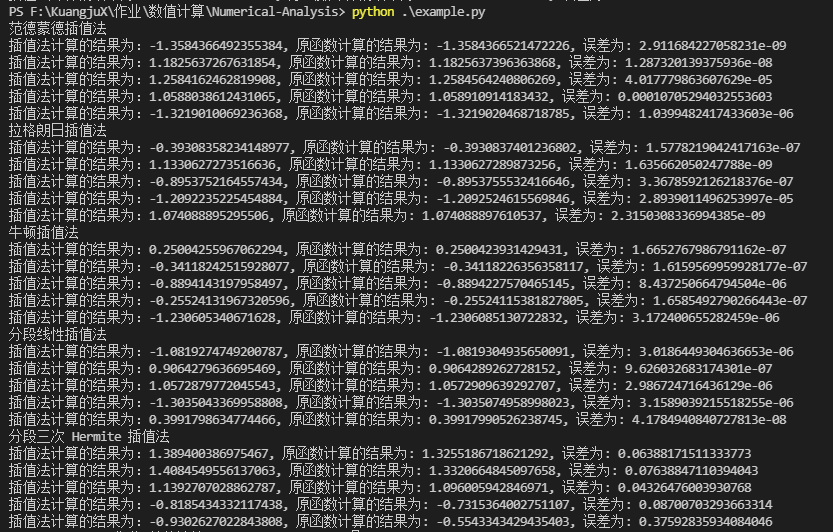 PS F:\KuangjuX\作业\数值计算\Numerical-Analysis> python .\example.py
范德蒙德插值法
插值法计算的结果为: -1.3584366492355384, 原函数计算的结果为: -1.3584366521472226, 误差为: 2.911684227058231e-09
插值法计算的结果为: 1.1825637267631854, 原函数计算的结果为: 1.1825637396363868, 误差为: 1.287320139375936e-08
插值法计算的结果为: 1.2584162462819908, 原函数计算的结果为: 1.2584564240806269, 误差为: 4.017779863607629e-05
插值法计算的结果为: 1.0588038612431065, 原函数计算的结果为: 1.058910914183432, 误差为: 0.00010705294032553603
插值法计算的结果为: -1.3219010069236368, 原函数计算的结果为: -1.3219020468718785, 误差为: 1.0399482417433603e-06
拉格朗日插值法
插值法计算的结果为: -0.39308358234148977, 原函数计算的结果为: -0.3930837401236802, 误差为: 1.5778219042417163e-07
插值法计算的结果为: 1.1330627273516636, 原函数计算的结果为: 1.1330627289873256, 误差为: 1.635662050247788e-09
插值法计算的结果为: -0.8953752164557434, 原函数计算的结果为: -0.8953755532416646, 误差为: 3.3678592126218376e-07
插值法计算的结果为: -1.2092235225454884, 原函数计算的结果为: -1.2092524615569846, 误差为: 2.8939011496253997e-05
插值法计算的结果为: 1.074088895295506, 原函数计算的结果为: 1.074088897610537, 误差为: 2.3150308336994385e-09
牛顿插值法
插值法计算的结果为: 0.25004255967062294, 原函数计算的结果为: 0.2500423931429431, 误差为: 1.6652767986791162e-07
插值法计算的结果为: -0.34118242515928077, 原函数计算的结果为: -0.34118226356358117, 误差为: 1.6159569959928177e-07
插值法计算的结果为: -0.8894143197958497, 原函数计算的结果为: -0.8894227570465145, 误差为: 8.437250664794504e-06
插值法计算的结果为: -0.25524131967320596, 原函数计算的结果为: -0.25524115381827805, 误差为: 1.6585492790266443e-07
插值法计算的结果为: -1.230605340671628, 原函数计算的结果为: -1.2306085130722832, 误差为: 3.172400655282459e-06
分段线性插值法
插值法计算的结果为: -1.0819274749200787, 原函数计算的结果为: -1.0819304935650091, 误差为: 3.0186449304636653e-06
插值法计算的结果为: 0.9064279636695469, 原函数计算的结果为: 0.9064289262728152, 误差为: 9.626032683174301e-07
插值法计算的结果为: 1.0572879772045543, 原函数计算的结果为: 1.0572909639292707, 误差为: 2.986724716436129e-06
插值法计算的结果为: -1.3035043369958808, 原函数计算的结果为: -1.3035074958998023, 误差为: 3.1589039215518255e-06
插值法计算的结果为: 0.3991798634774466, 原函数计算的结果为: 0.39917990526238745, 误差为: 4.1784940840727813e-08
分段三次 Hermite 插值法
插值法计算的结果为: 1.389400386975467, 原函数计算的结果为: 1.3255186718621292, 误差为: 0.06388171511333773
插值法计算的结果为: 1.4084549556137063, 原函数计算的结果为: 1.3320664845097658, 误差为: 0.07638847110394043
插值法计算的结果为: 1.1392707028862787, 原函数计算的结果为: 1.096005942846971, 误差为: 0.04326476003930768
插值法计算的结果为: -0.8185434332117438, 原函数计算的结果为: -0.7315364002751107, 误差为: 0.08700703293663314
插值法计算的结果为: -0.9302627022843808, 原函数计算的结果为: -0.5543343429435403, 误差为: 0.3759283593408406